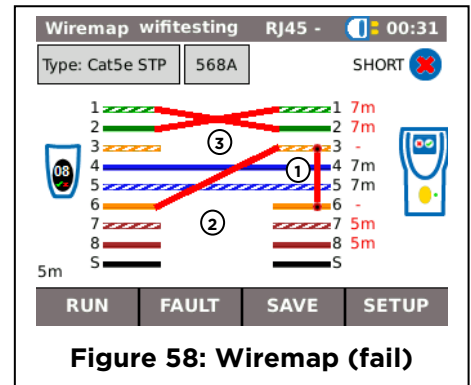 Wiremap wifitesting RJ45 - 00:31
Type: Cat5e STP 568A SHORT
1 1 7m
2 2 7m
3 3 -
4 4 7m
5 5 7m
6 6 -
7 7 5m
8 8 5m
S S
08
3
1
2
5m
RUN FAULT SAVE SETUP
Figure 58: Wiremap (fail)